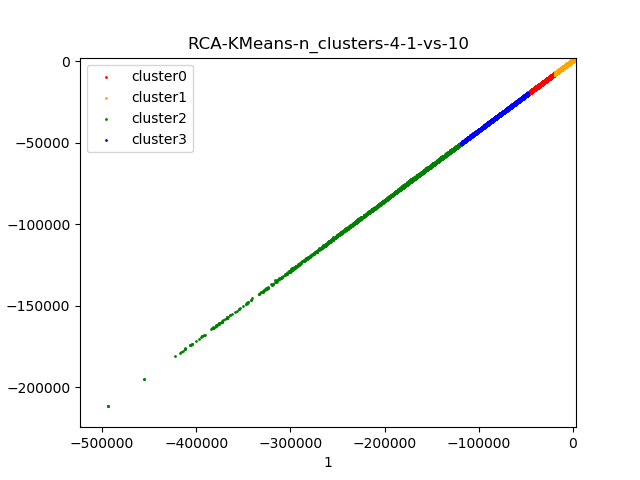 RCA-KMeans-n_clusters-4-1-vs-10
0
−50000
−100000
−150000
−200000
cluster0
cluster1
cluster2
cluster3
−500000 −400000 −300000 −200000 −100000 0
1